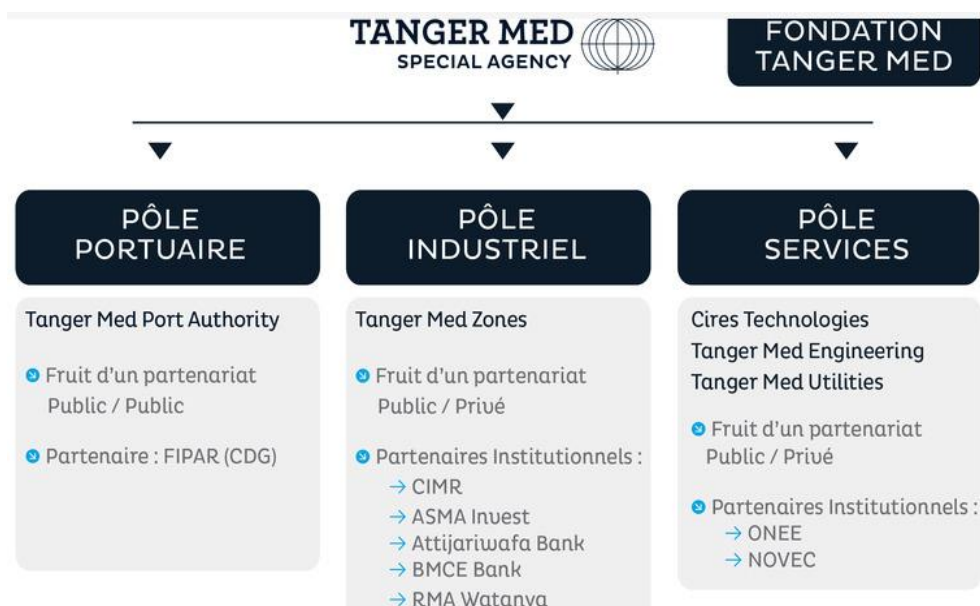 TANGER MED
SPECIAL AGENCY
FONDATION
TANGER MED
PÔLE
PORTUAIRE
Tanger Med Port Authority
Fruit d'un partenariat
Public / Public
Partenaire : FIPAR (CDG)
PÔLE
INDUSTRIEL
Tanger Med Zones
Fruit d'un partenariat
Public / Privé
Partenaires Institutionnels :
→ CIMR
→ ASMA Invest
→ Attijariwafa Bank
→ BMCE Bank
→ RMA Watanya
PÔLE
SERVICES
Cires Technologies
Tanger Med Engineering
Tanger Med Utilities
Fruit d'un partenariat
Public / Privé
Partenaires Institutionnels :
→ ONEE
→ NOVEC